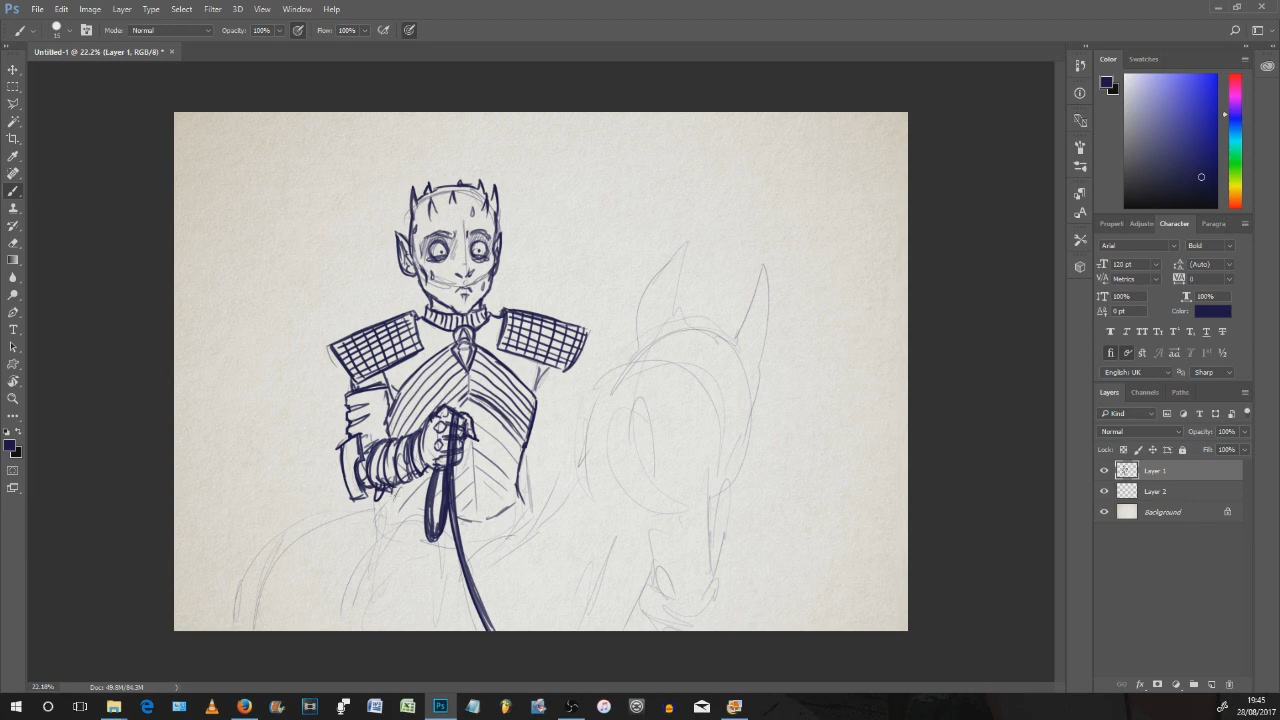 Ps File Edit Image Layer Type Select Filter 3D View Window Help
15 Mode: Normal Opacity: 100% Flow: 100%
Untitled-1 @ 22.2% (Layer 1, RGB/8) * ×
Color Swatches
Properti Adjustm Character Paragra
Arial Bold
120 pt (Auto)
Metrics 0
100% 100%
0 pt Color:
English: UK Sharp
Layers Channels Paths
Kind
Normal Opacity: 100%
Lock: Fill: 100%
Layer 1
Layer 2
Background
22.18% Doc: 49.8M/84.3M
19:45
28/08/2017